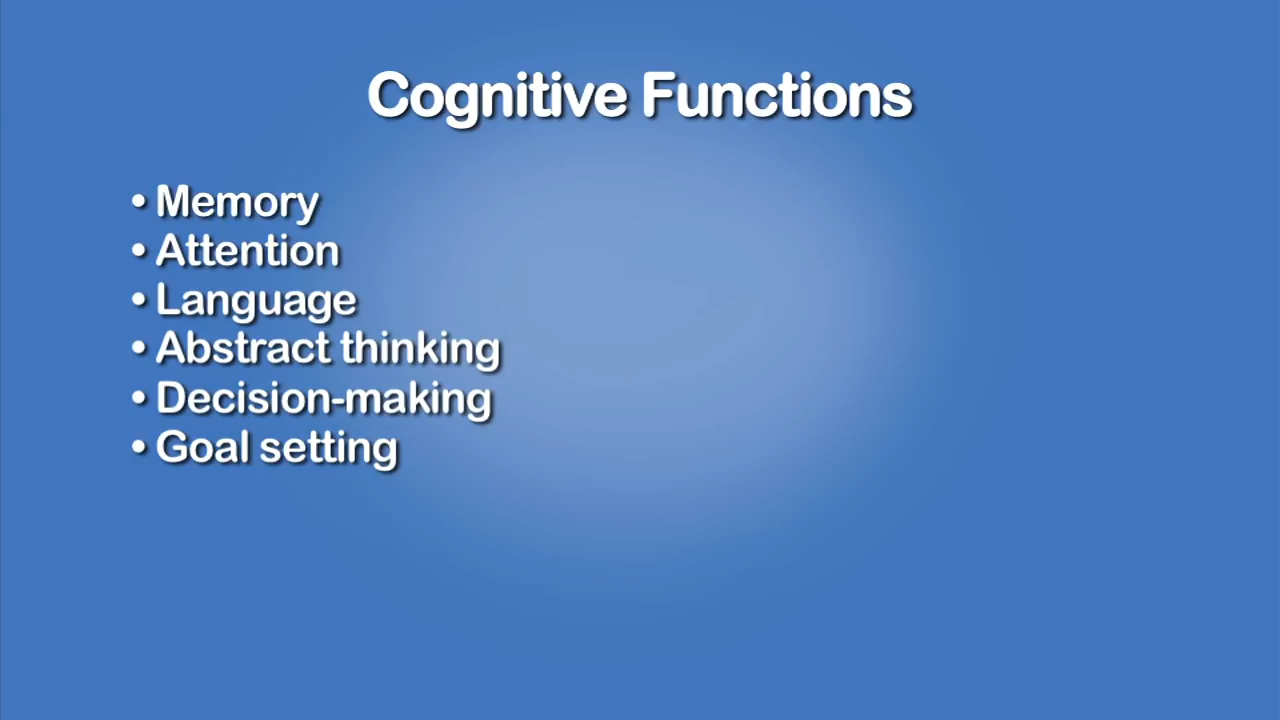 Cognitive Functions
• Memory
• Attention
• Language
• Abstract thinking
• Decision-making
• Goal setting